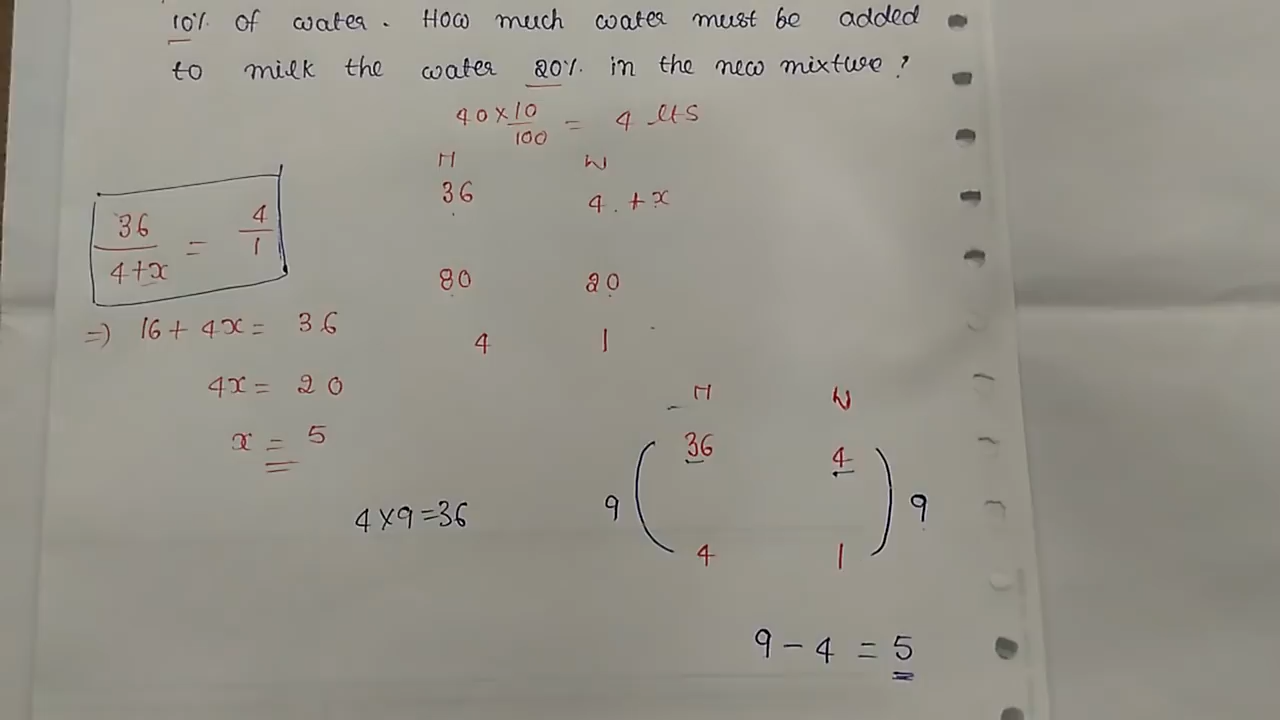 10% of water. How much water must be added
to milk the water 20% in the new mixture?
40 × 10/100 = 4 lts
M W
36 4 + x
36/4+x = 4/1
80 20
=) 16 + 4x = 36
4 1
4x = 20
M W
x = 5
36 4
4 × 9 = 36
9 9
4 1
9 - 4 = 5